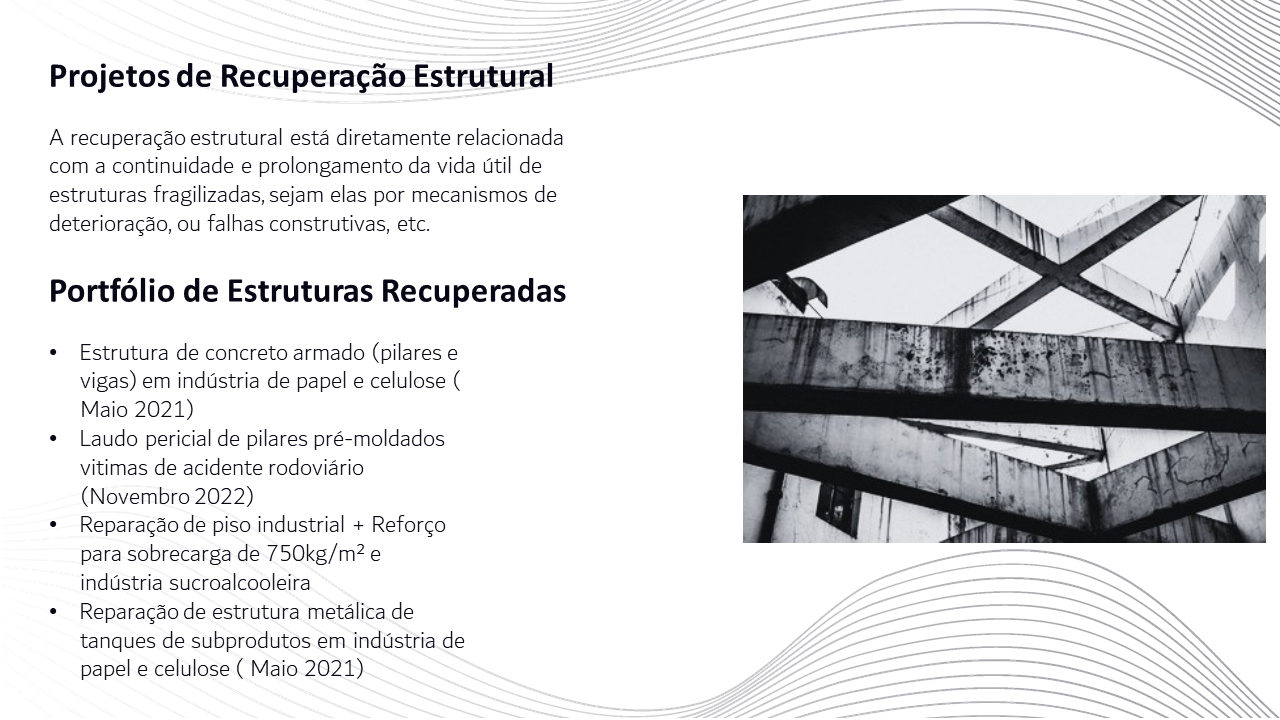 Projetos de Recuperação Estrutural
A recuperação estrutural está diretamente relacionada
com a continuidade e prolongamento da vida útil de
estruturas fragilizadas, sejam elas por mecanismos de
deterioração, ou falhas construtivas, etc.
Portfólio de Estruturas Recuperadas
• Estrutura de concreto armado (pilares e
vigas) em indústria de papel e celulose (
Maio 2021)
• Laudo pericial de pilares pré-moldados
vitimas de acidente rodoviário
(Novembro 2022)
• Reparação de piso industrial + Reforço
para sobrecarga de 750kg/m² e
indústria sucroalcooleira
• Reparação de estrutura metálica de
tanques de subprodutos em indústria de
papel e celulose ( Maio 2021)